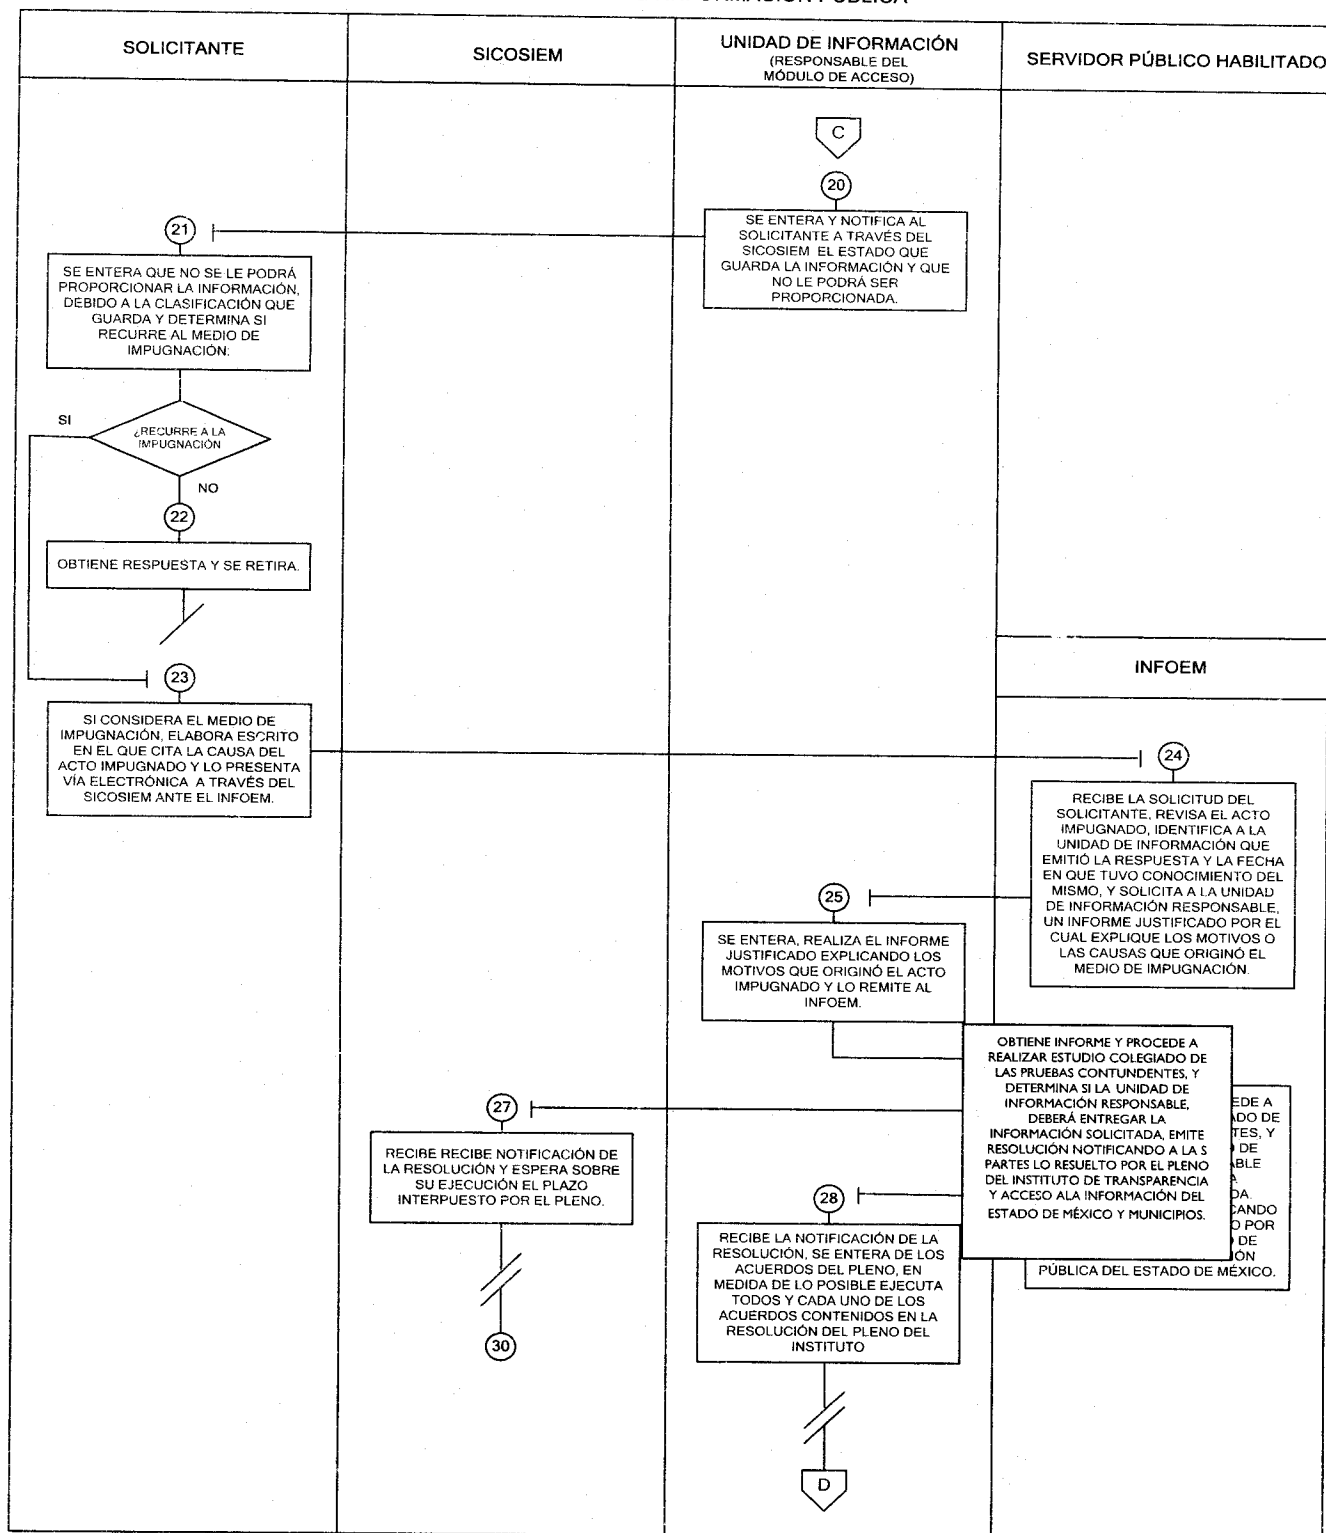 SOLICITANTE
SICOSIEM
UNIDAD DE INFORMACIÓN
(RESPONSABLE DEL
MÓDULO DE ACCESO)
SERVIDOR PÚBLICO HABILITADO
C
20
SE ENTERA Y NOTIFICA AL
SOLICITANTE A TRAVÉS DEL
SICOSIEM EL ESTADO QUE
GUARDA LA INFORMACIÓN Y QUE
NO LE PODRÁ SER
PROPORCIONADA.
21
SE ENTERA QUE NO SE LE PODRÁ
PROPORCIONAR LA INFORMACIÓN,
DEBIDO A LA CLASIFICACIÓN QUE
GUARDA Y DETERMINA SI
RECURRE AL MEDIO DE
IMPUGNACIÓN:
SI
¿RECURRE A LA
IMPUGNACIÓN
NO
22
OBTIENE RESPUESTA Y SE RETIRA.
INFOEM
23
SI CONSIDERA EL MEDIO DE
IMPUGNACIÓN, ELABORA ESCRITO
EN EL QUE CITA LA CAUSA DEL
ACTO IMPUGNADO Y LO PRESENTA
VÍA ELECTRÓNICA A TRAVÉS DEL
SICOSIEM ANTE EL INFOEM.
24
RECIBE LA SOLICITUD DEL
SOLICITANTE, REVISA EL ACTO
IMPUGNADO, IDENTIFICA A LA
UNIDAD DE INFORMACIÓN QUE
EMITIÓ LA RESPUESTA Y LA FECHA
EN QUE TUVO CONOCIMIENTO DEL
MISMO, Y SOLICITA A LA UNIDAD
DE INFORMACIÓN RESPONSABLE,
UN INFORME JUSTIFICADO POR EL
CUAL EXPLIQUE LOS MOTIVOS O
LAS CAUSAS QUE ORIGINÓ EL
MEDIO DE IMPUGNACIÓN.
25
SE ENTERA, REALIZA EL INFORME
JUSTIFICADO EXPLICANDO LOS
MOTIVOS QUE ORIGINÓ EL ACTO
IMPUGNADO Y LO REMITE AL
INFOEM.
OBTIENE INFORME Y PROCEDE A
REALIZAR ESTUDIO COLEGIADO DE
LAS PRUEBAS CONTUNDENTES, Y
DETERMINA SI LA UNIDAD DE
INFORMACIÓN RESPONSABLE,
DEBERÁ ENTREGAR LA
INFORMACIÓN SOLICITADA, EMITE
RESOLUCIÓN NOTIFICANDO A LA S
PARTES LO RESUELTO POR EL PLENO
DEL INSTITUTO DE TRANSPARENCIA
Y ACCESO ALA INFORMACIÓN DEL
ESTADO DE MÉXICO Y MUNICIPIOS.
PÚBLICA DEL ESTADO DE MÉXICO.
27
RECIBE RECIBE NOTIFICACIÓN DE
LA RESOLUCIÓN Y ESPERA SOBRE
SU EJECUCIÓN EL PLAZO
INTERPUESTO POR EL PLENO.
28
RECIBE LA NOTIFICACIÓN DE LA
RESOLUCIÓN, SE ENTERA DE LOS
ACUERDOS DEL PLENO, EN
MEDIDA DE LO POSIBLE EJECUTA
TODOS Y CADA UNO DE LOS
ACUERDOS CONTENIDOS EN LA
RESOLUCIÓN DEL PLENO DEL
INSTITUTO
30
D